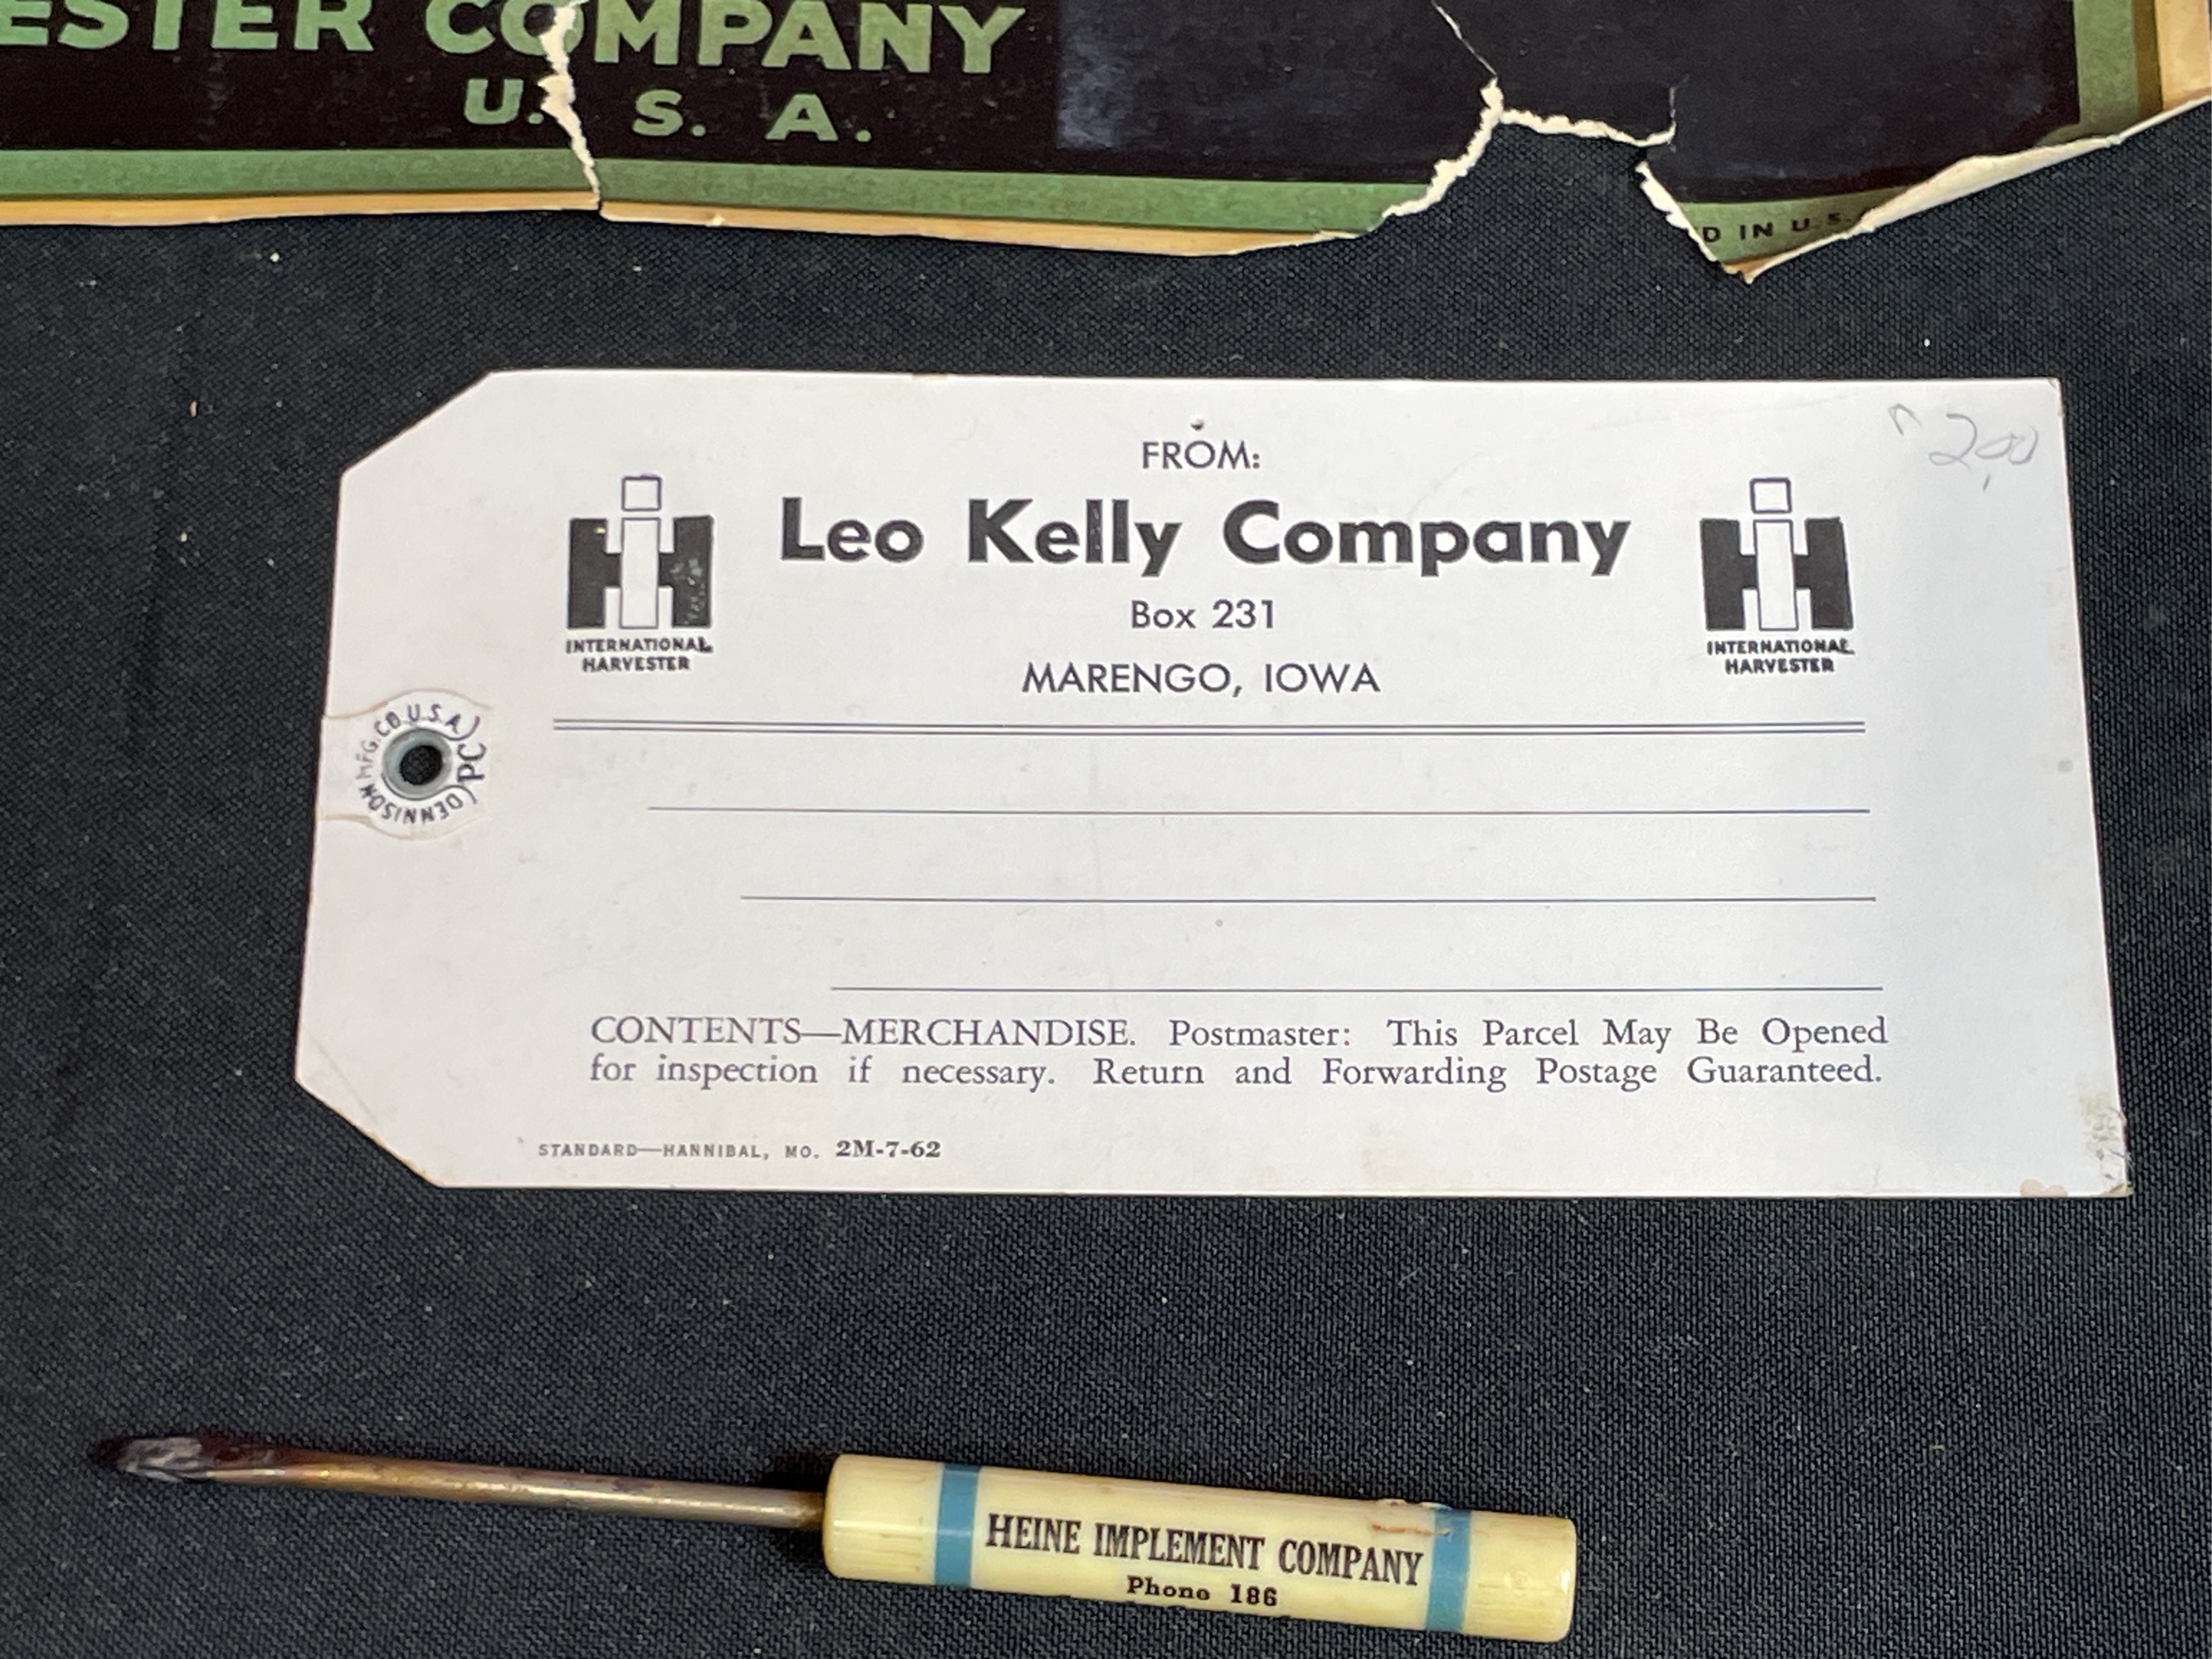 ESTER COMPANY
U. S. A.
D IN U.S.
FROM:
Leo Kelly Company
Box 231
MARENGO, IOWA
INTERNATIONAL
HARVESTER
INTERNATIONAL
HARVESTER
2.00
DENNISON MFG. CO U.S.A PC
CONTENTS—MERCHANDISE. Postmaster: This Parcel May Be Opened
for inspection if necessary. Return and Forwarding Postage Guaranteed.
STANDARD—HANNIBAL, MO. 2M-7-62
HEINE IMPLEMENT COMPANY
Phone 186